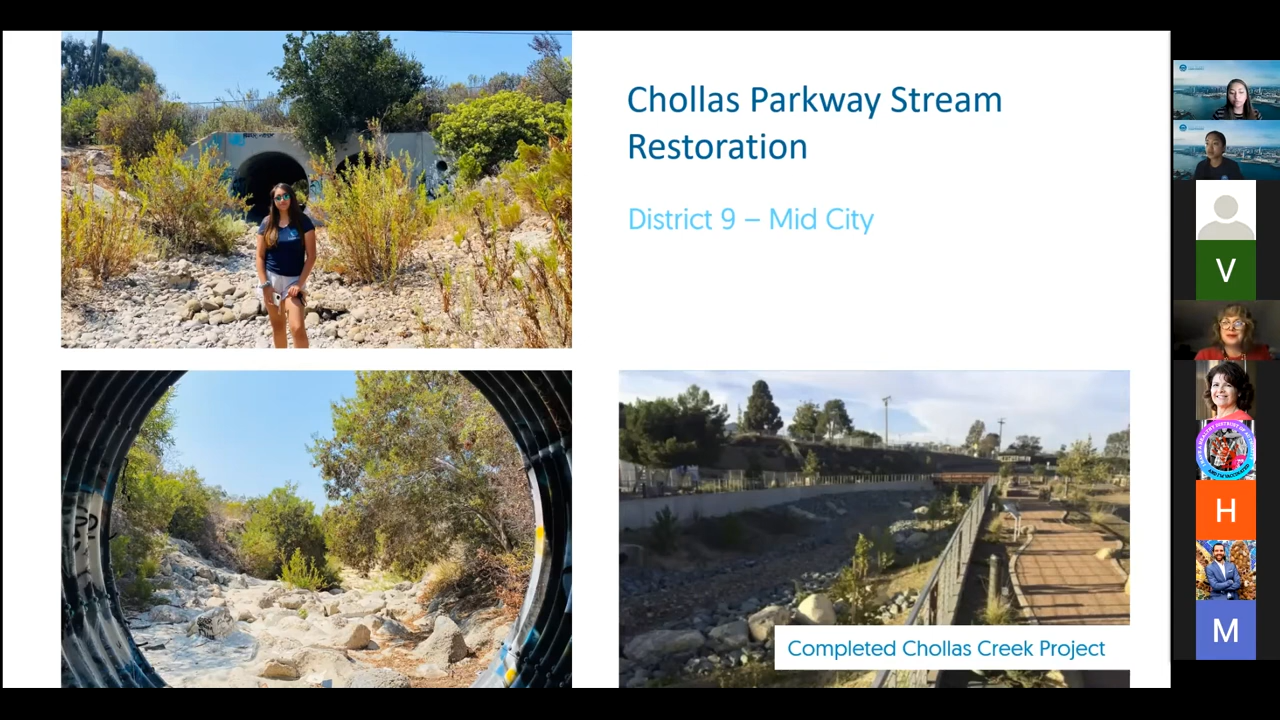 Chollas Parkway Stream
Restoration
District 9 – Mid City
Completed Chollas Creek Project
V
H
M